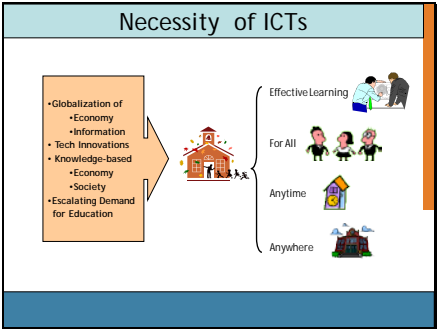 Necessity of ICTs
•Globalization of
•Economy
•Information
• Tech Innovations
• Knowledge-based
•Economy
•Society
•Escalating Demand
for Education
Effective Learning
For All
Anytime
Anywhere